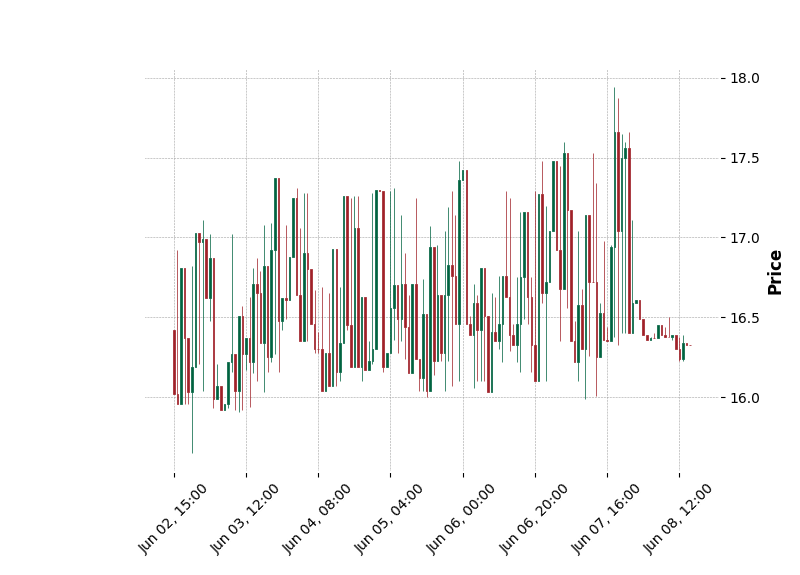 18.0
17.5
17.0
16.5
16.0
Price
Jun 02, 15:00
Jun 03, 12:00
Jun 04, 08:00
Jun 05, 04:00
Jun 06, 00:00
Jun 06, 20:00
Jun 07, 16:00
Jun 08, 12:00